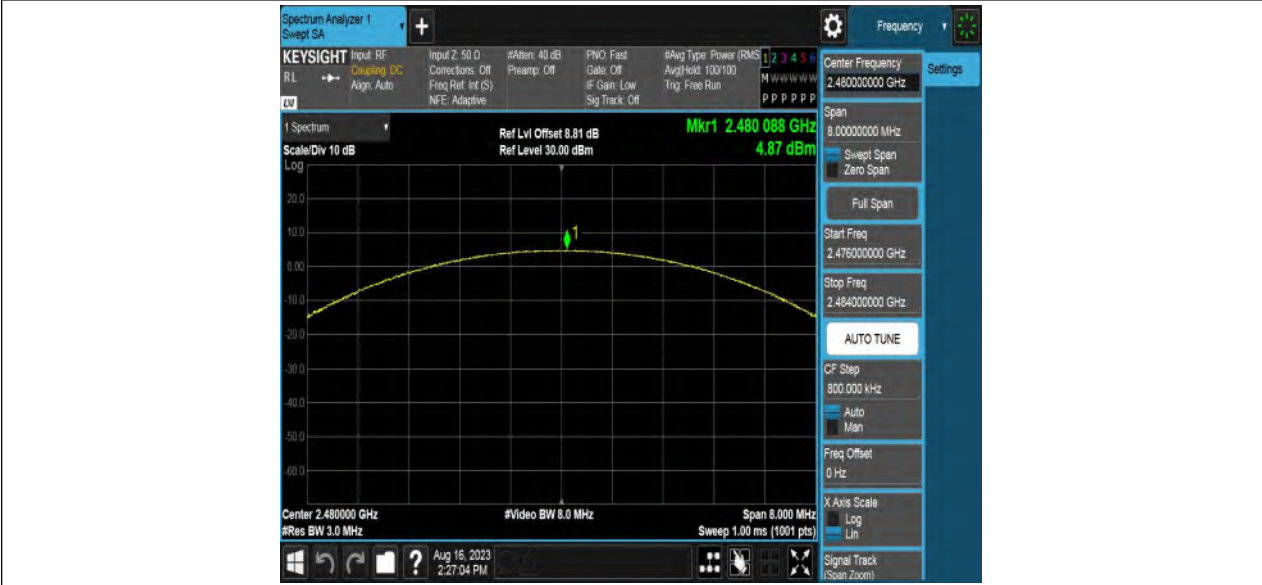 Spectrum Analyzer 1
Swept SA
+
Frequency
KEYSIGHT
RL
LXI
Input: RF
Coupling: DC
Align: Auto
Input Z: 50 Ω
Corrections: Off
Freq Ref: Int (S)
NFE: Adaptive
#Atten: 40 dB
Preamp: Off
PNO: Fast
Gate: Off
IF Gain: Low
Sig Track: Off
#Avg Type: Power (RMS
Avg|Hold: 100/100
Trig: Free Run
1 2 3 4 5 6
M W W W W W
P P P P P P
1 Spectrum
Scale/Div 10 dB
Log
Ref Lvl Offset 8.81 dB
Ref Level 30.00 dBm
Mkr1 2.480 088 GHz
4.87 dBm
20.0
10.0
0.00
-10.0
-20.0
-30.0
-40.0
-50.0
-60.0
1
Center 2.480000 GHz
#Res BW 3.0 MHz
#Video BW 8.0 MHz
Span 8.000 MHz
Sweep 1.00 ms (1001 pts)
?
Aug 16, 2023
2:27:04 PM
Center Frequency
2.480000000 GHz
Settings
Span
8.00000000 MHz
Swept Span
Zero Span
Full Span
Start Freq
2.476000000 GHz
Stop Freq
2.484000000 GHz
AUTO TUNE
CF Step
800.000 kHz
Auto
Man
Freq Offset
0 Hz
X Axis Scale
Log
Lin
Signal Track
(Span Zoom)